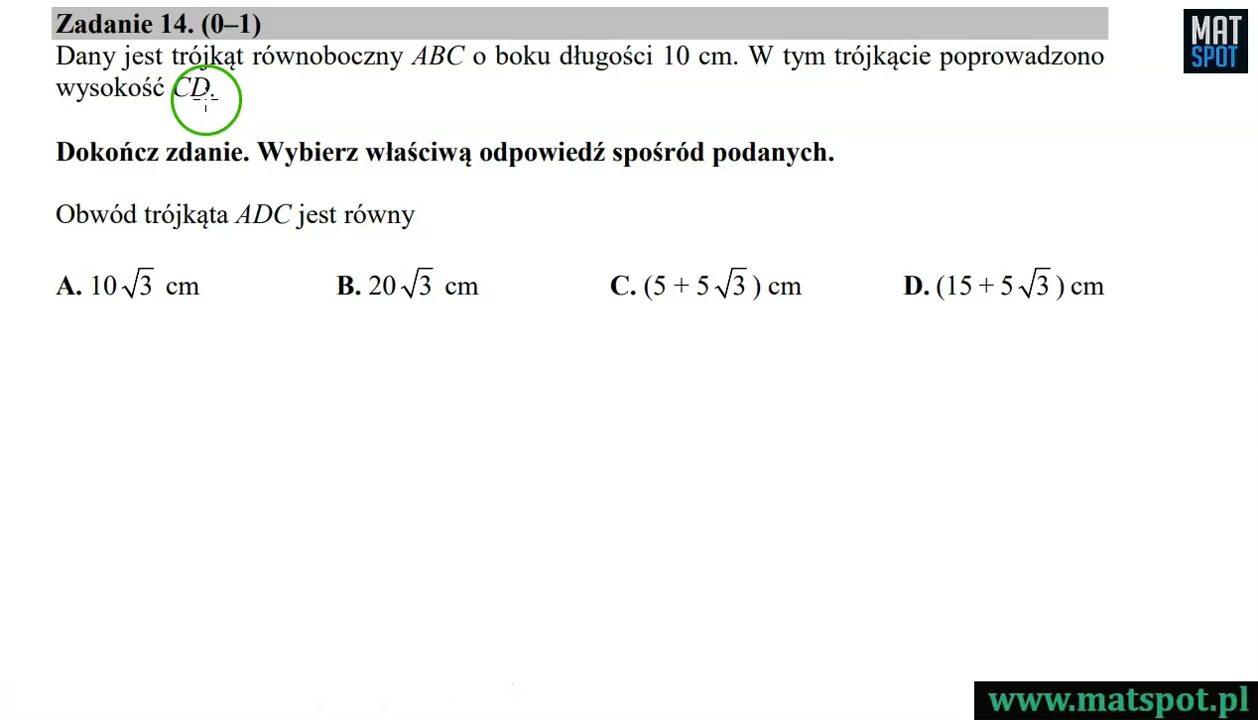 Zadanie 14. (0–1)
MAT
SPOT
Dany jest trójkąt równoboczny ABC o boku długości 10 cm. W tym trójkącie poprowadzono
wysokość CD.
Dokończ zdanie. Wybierz właściwą odpowiedź spośród podanych.
Obwód trójkąta ADC jest równy
A. 10√3 cm B. 20√3 cm C. (5 + 5√3) cm D. (15 + 5√3) cm
www.matspot.pl